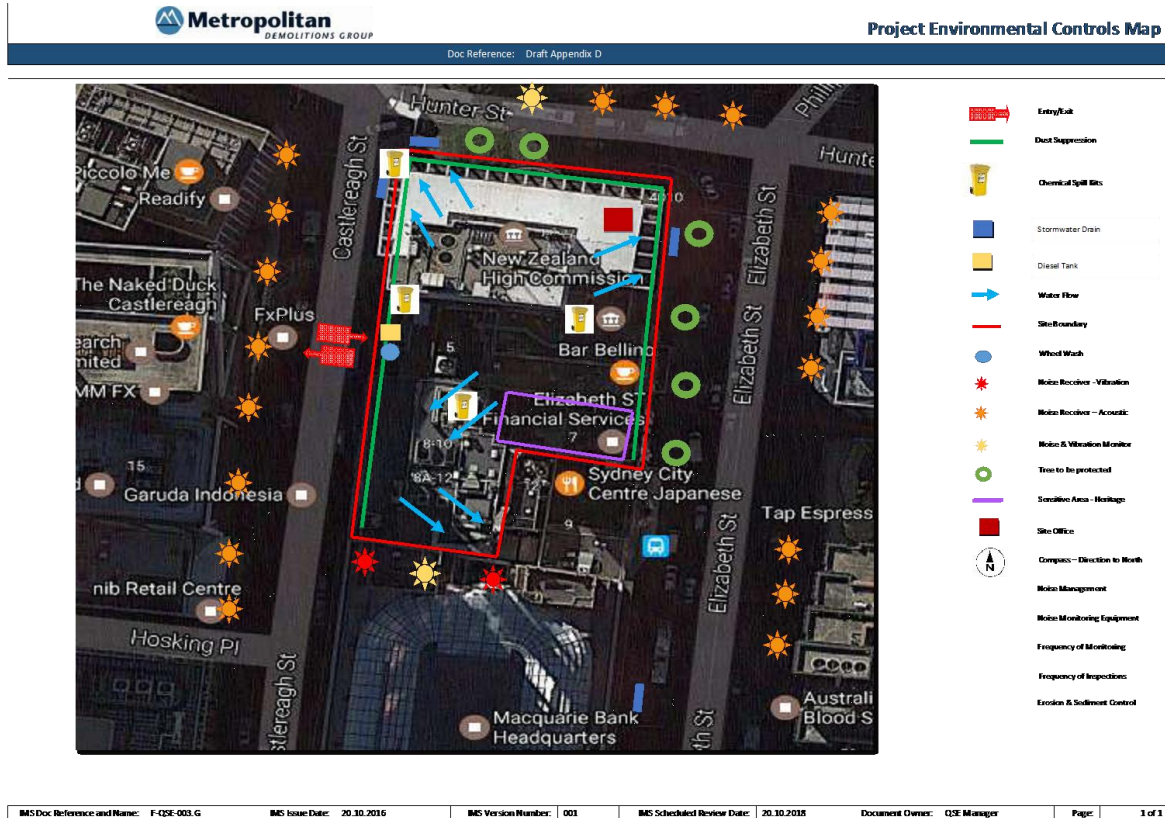 Metropolitan
DEMOLITIONS GROUP
Project Environmental Controls Map
Doc Reference: Draft Appendix D
Hunter St
Phill
Hunte
Castlereagh St
Piccolo Me
Readify
4010
Elizabeth St
New Zealand
High Commission
The Naked Duck
Castlereagh
FxPlus
earch
mited
MM FX
5
Bar Bellino
Elizabeth St
Elizabeth ST
Financial Services
7
8-10
8A-12
15
Garuda Indonesia
Sydney City
Centre Japanese
9
Tap Espress
Elizabeth St
nib Retail Centre
Hosking Pl
stlereagh St
Macquarie Bank
Headquarters
th St
Australi
Blood S
Entry/Exit
Dust Suppression
Chemical Spill Kits
Stormwater Drain
Diesel Tank
Water Flow
Site Boundary
Wheel Wash
Noise Receiver - Vibration
Noise Receiver – Acoustic
Noise & Vibration Monitor
Tree to be protected
Sensitive Area - Heritage
Site Office
N
Compass – Direction to North
Noise Management
Noise Monitoring Equipment
Frequency of Monitoring
Frequency of Inspections
Erosion & Sediment Control
IMS Doc Reference and Name: F-QSE-003.G IMS Issue Date: 20.10.2016 IMS Version Number: 001 IMS Scheduled Review Date: 20.10.2018 Document Owner: QSE Manager Page: 1 of 1